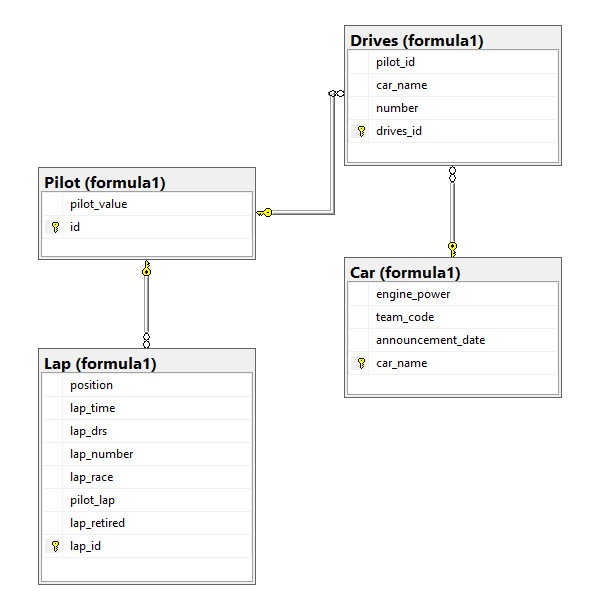 Drives (formula1)
pilot_id
car_name
number
drives_id
Pilot (formula1)
pilot_value
id
Car (formula1)
engine_power
team_code
announcement_date
car_name
Lap (formula1)
position
lap_time
lap_drs
lap_number
lap_race
pilot_lap
lap_retired
lap_id